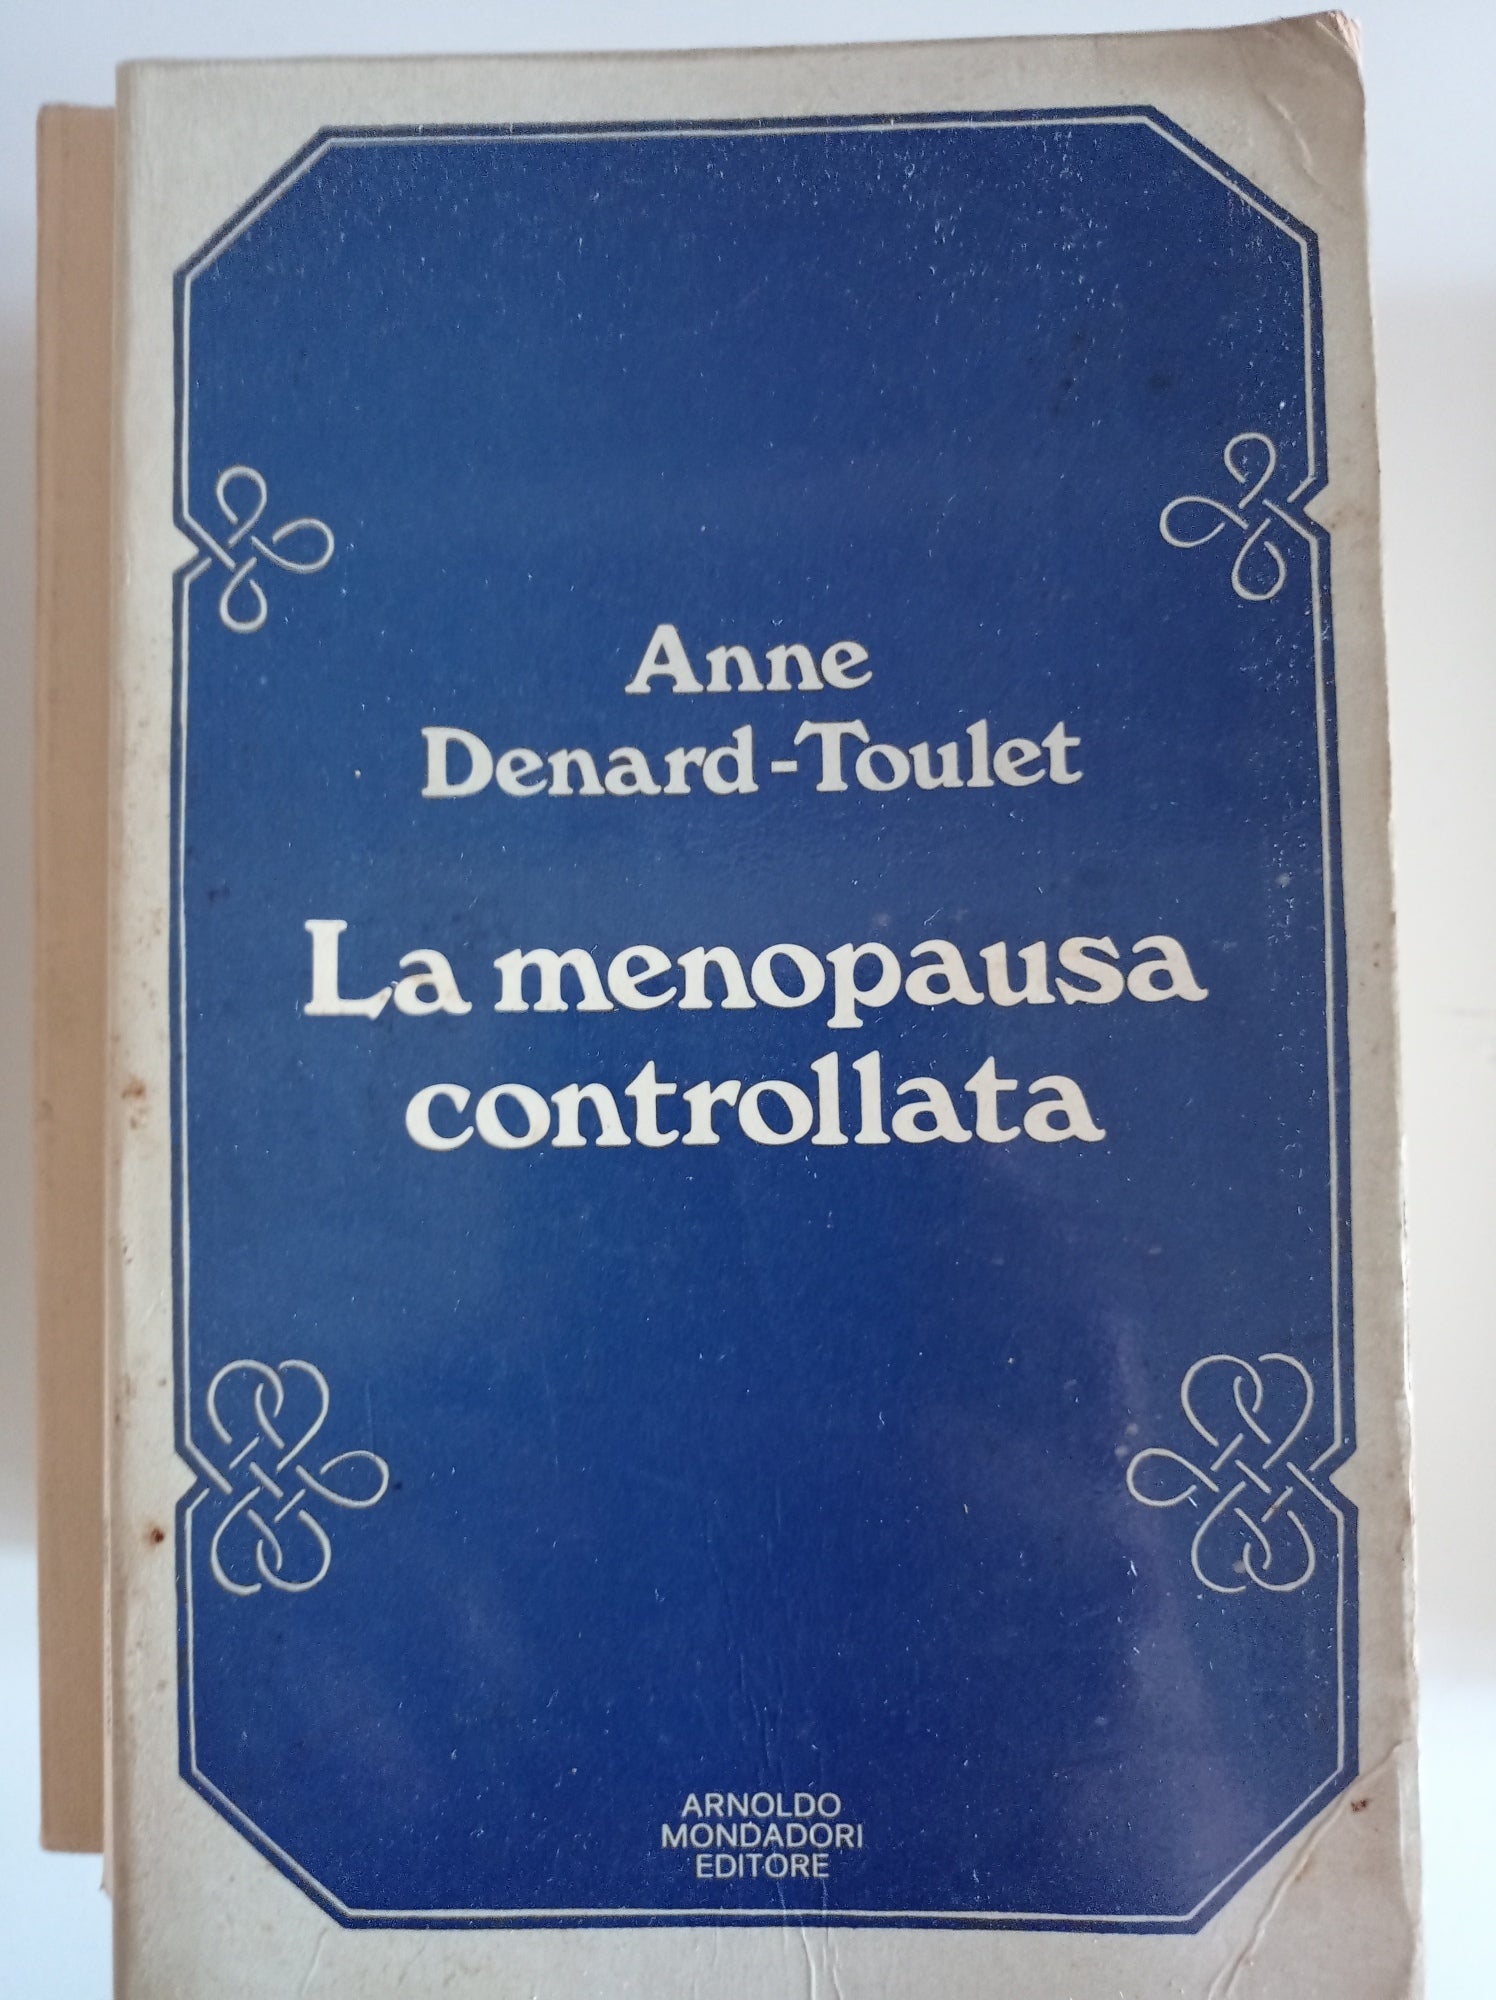 Anne
Denard-Toulet
La menopausa
controllata
ARNOLDO
MONDADORI
EDITORE